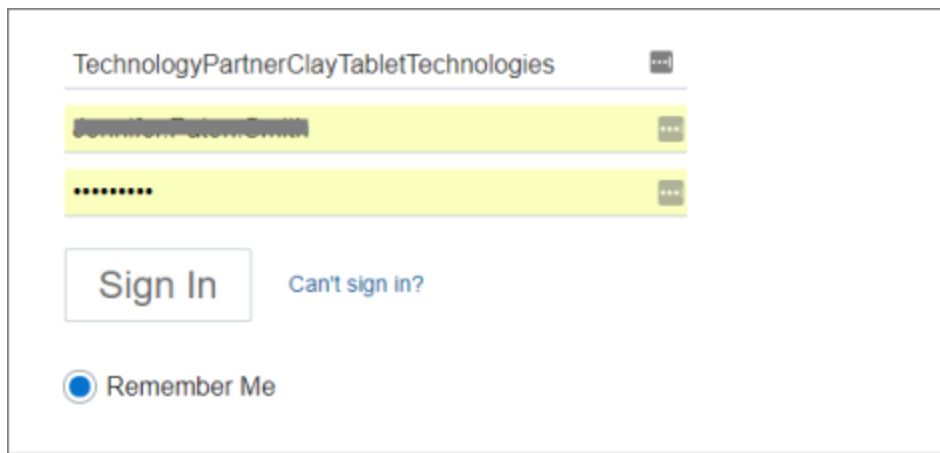 TechnologyPartnerClayTabletTechnologies
•••••••••
Sign In
Can't sign in?
Remember Me